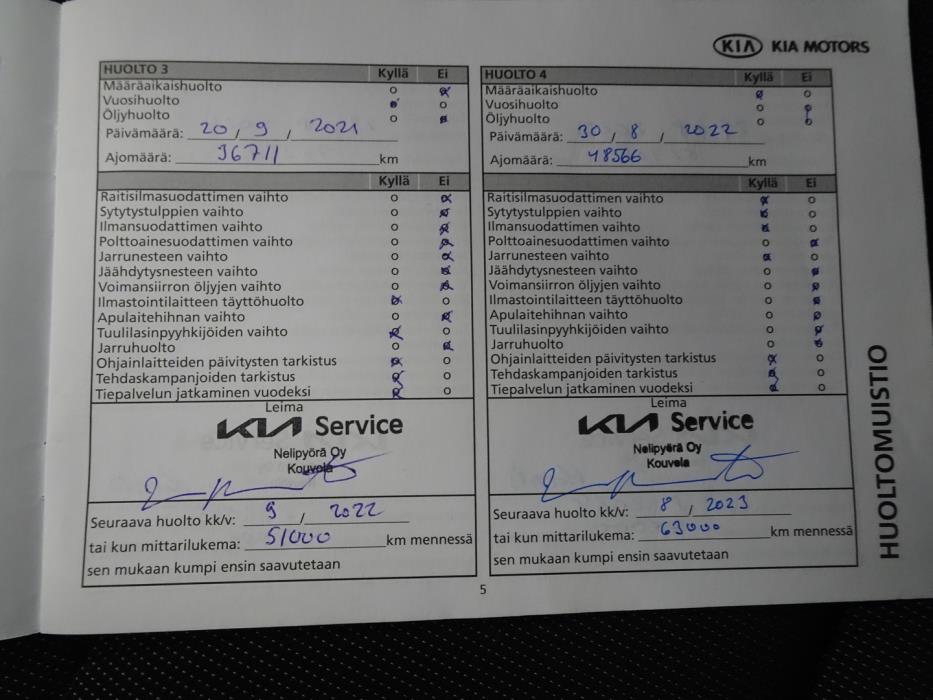 KIA KIA MOTORS
HUOLTO 3 Kyllä Ei
Määräaikaishuolto
Vuosihuolto
Öljyhuolto
Päivämäärä: 20 / 9 / 2021
Ajomäärä: 36711 km
Kyllä Ei
Raitisilmasuodattimen vaihto
Sytytystulppien vaihto
Ilmansuodattimen vaihto
Polttoainesuodattimen vaihto
Jarrunesteen vaihto
Jäähdytysnesteen vaihto
Voimansiirron öljyjen vaihto
Ilmastointilaitteen täyttöhuolto
Apulaitehihnan vaihto
Tuulilasinpyyhkijöiden vaihto
Jarruhuolto
Ohjainlaitteiden päivitysten tarkistus
Tehdaskampanjoiden tarkistus
Tiepalvelun jatkaminen vuodeksi
Leima
KIA Service
Nelipyörä Oy
Kouvola
Seuraava huolto kk/v: 9 / 2022
tai kun mittarilukema: 51000 km mennessä
sen mukaan kumpi ensin saavutetaan
HUOLTO 4 Kyllä Ei
Määräaikaishuolto
Vuosihuolto
Öljyhuolto
Päivämäärä: 30 / 8 / 2022
Ajomäärä: 48566 km
Kyllä Ei
Raitisilmasuodattimen vaihto
Sytytystulppien vaihto
Ilmansuodattimen vaihto
Polttoainesuodattimen vaihto
Jarrunesteen vaihto
Jäähdytysnesteen vaihto
Voimansiirron öljyjen vaihto
Ilmastointilaitteen täyttöhuolto
Apulaitehihnan vaihto
Tuulilasinpyyhkijöiden vaihto
Jarruhuolto
Ohjainlaitteiden päivitysten tarkistus
Tehdaskampanjoiden tarkistus
Tiepalvelun jatkaminen vuodeksi
Leima
KIA Service
Nelipyörä Oy
Kouvola
Seuraava huolto kk/v: 8 / 2023
tai kun mittarilukema: 63000 km mennessä
sen mukaan kumpi ensin saavutetaan
HUOLTOMUISTIO
5